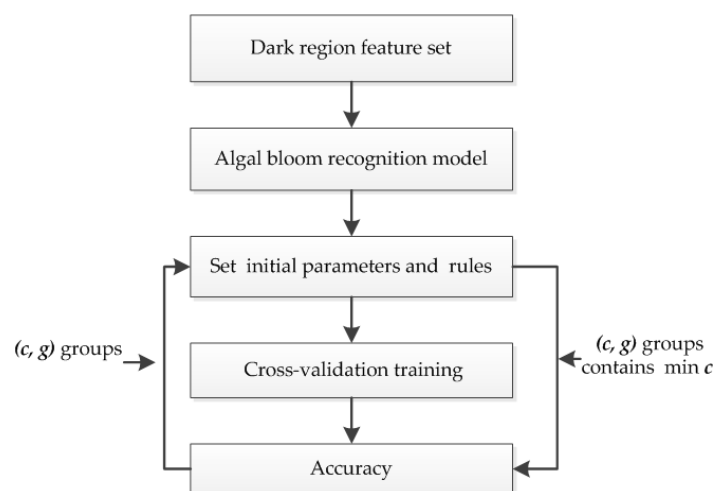 Dark region feature set
Algal bloom recognition model
Set initial parameters and rules
(c, g) groups
(c, g) groups
contains min c
Cross-validation training
Accuracy